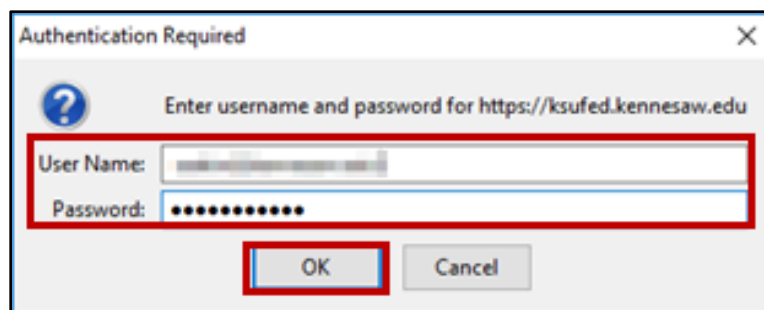 Authentication Required
Enter username and password for https://ksufed.kennesaw.edu
User Name:
Password: •••••••••••
OK Cancel